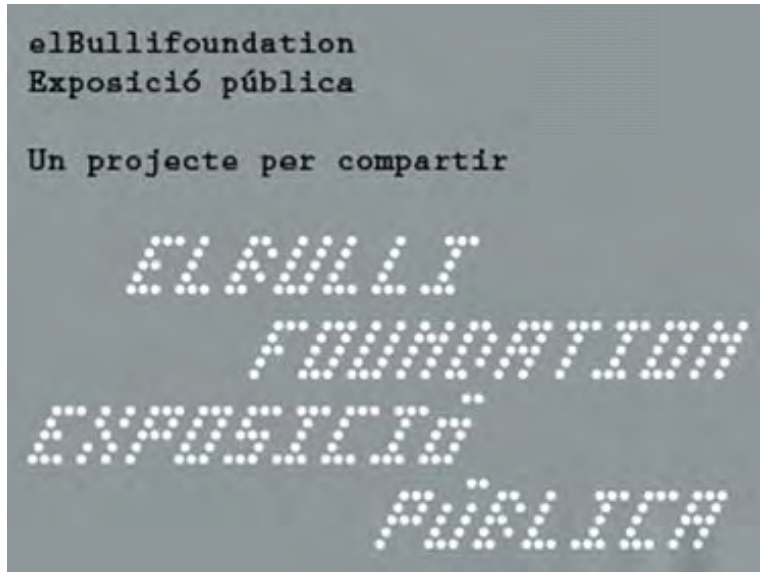 elBullifoundation
Exposició pública
Un projecte per compartir
ELBULLI
FOUNDATION
EXPOSICIÓ
PÚBLICA